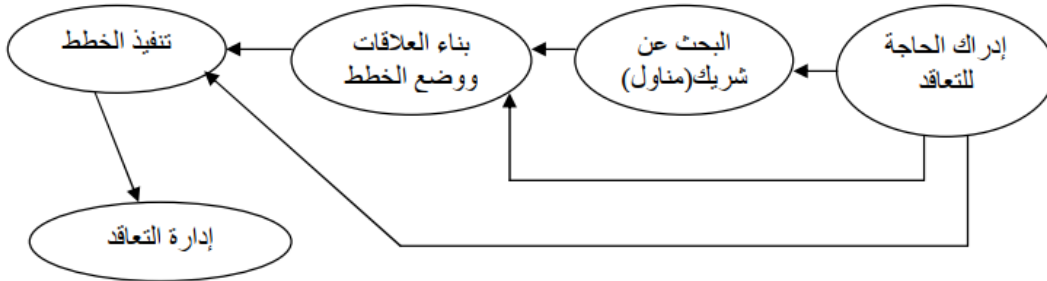 إدراك الحاجة
للتعاقد
البحث عن
شريك(مناول)
بناء العلاقات
ووضع الخطط
تنفيذ الخطط
إدارة التعاقد